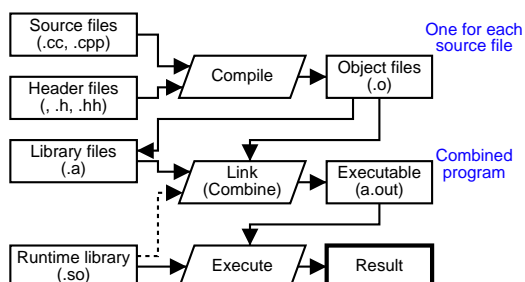 Source files
(.cc, .cpp)
Compile
Object files
(.o)
One for each
source file
Header files
(, .h, .hh)
Library files
(.a)
Link
(Combine)
Executable
(a.out)
Combined
program
Runtime library
(.so)
Execute
Result